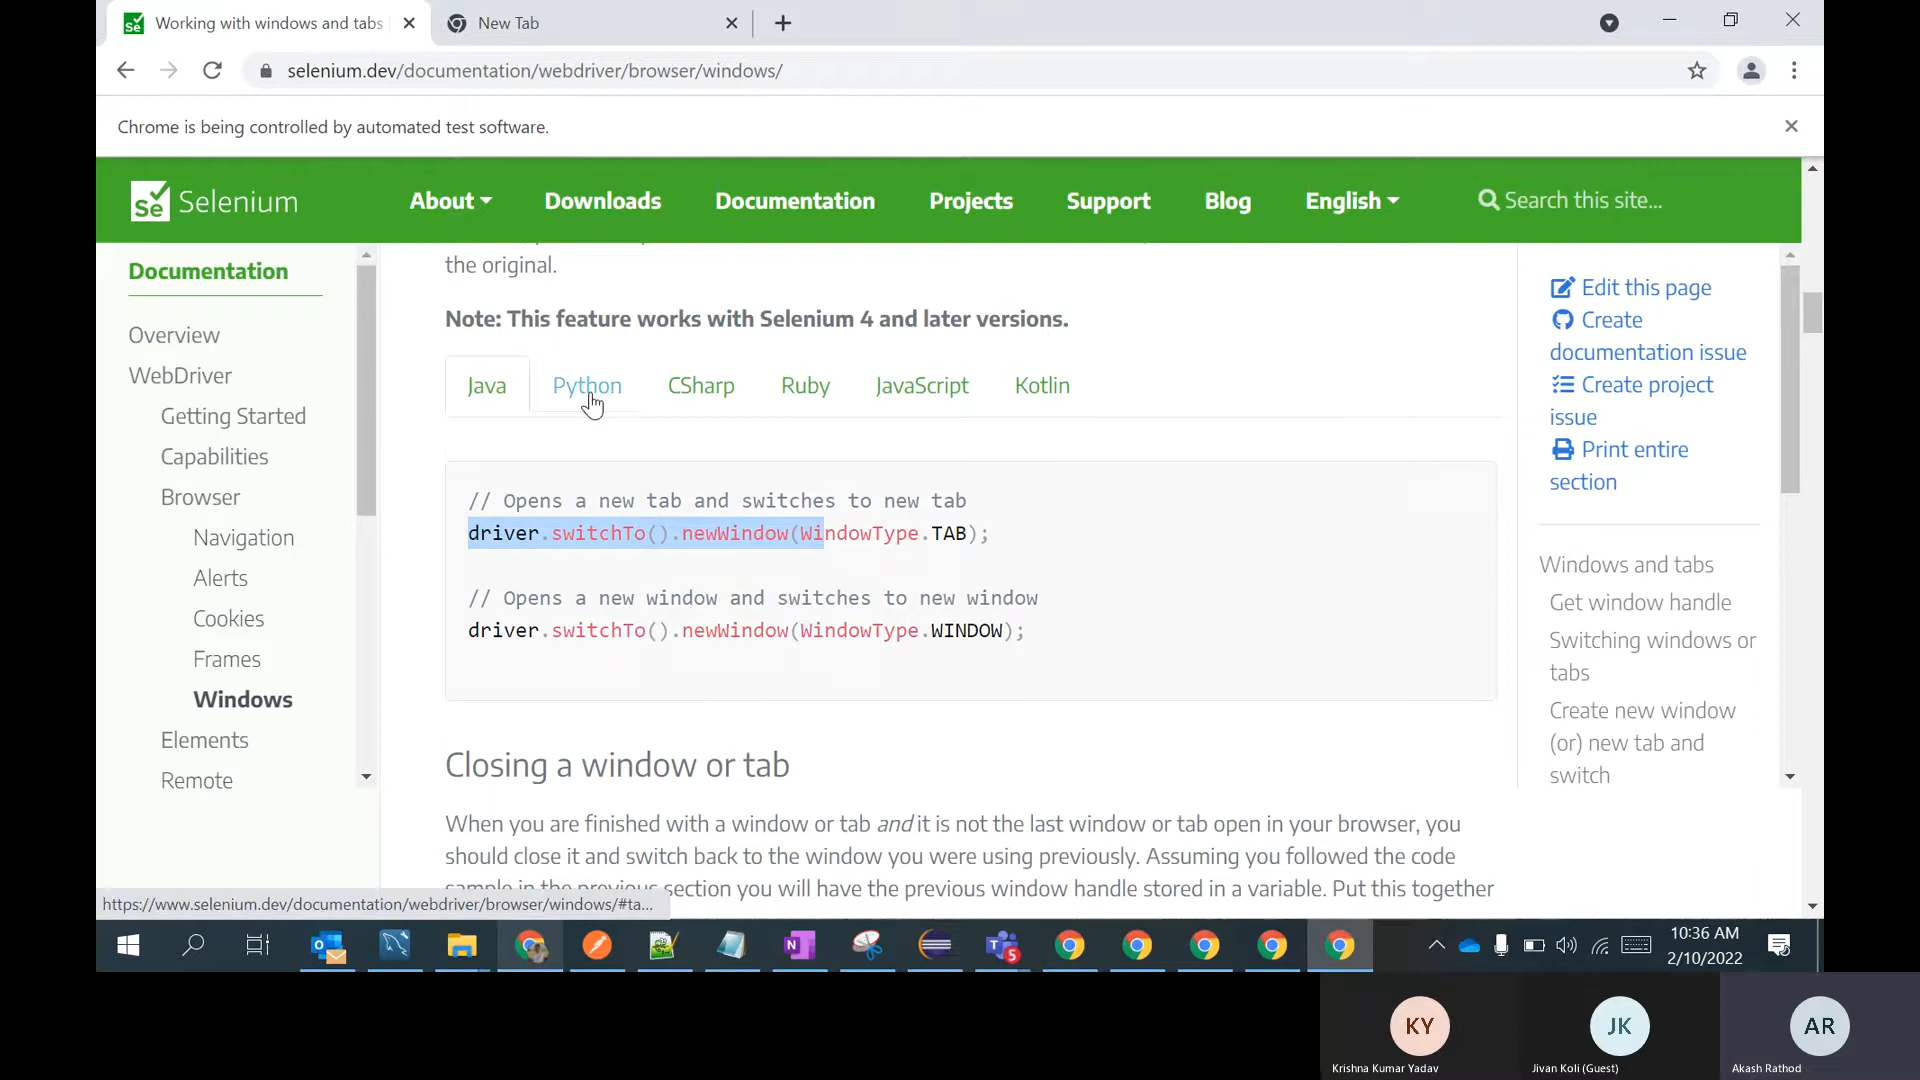 Working with windows and tabs
New Tab
selenium.dev/documentation/webdriver/browser/windows/
Chrome is being controlled by automated test software.
Se Selenium
About
Downloads
Documentation
Projects
Support
Blog
English
Search this site...
Documentation
Overview
WebDriver
Getting Started
Capabilities
Browser
Navigation
Alerts
Cookies
Frames
Windows
Elements
Remote
the original.
Note: This feature works with Selenium 4 and later versions.
Java Python CSharp Ruby JavaScript Kotlin
// Opens a new tab and switches to new tab
driver.switchTo().newWindow(WindowType.TAB);
// Opens a new window and switches to new window
driver.switchTo().newWindow(WindowType.WINDOW);
Closing a window or tab
When you are finished with a window or tab and it is not the last window or tab open in your browser, you
should close it and switch back to the window you were using previously. Assuming you followed the code
sample in the previous section you will have the previous window handle stored in a variable. Put this together
Edit this page
Create
documentation issue
Create project
issue
Print entire
section
Windows and tabs
Get window handle
Switching windows or
tabs
Create new window
(or) new tab and
switch
https://www.selenium.dev/documentation/webdriver/browser/windows/#ta...
10:36 AM
2/10/2022
KY
Krishna Kumar Yadav
JK
Jivan Koli (Guest)
AR
Akash Rathod